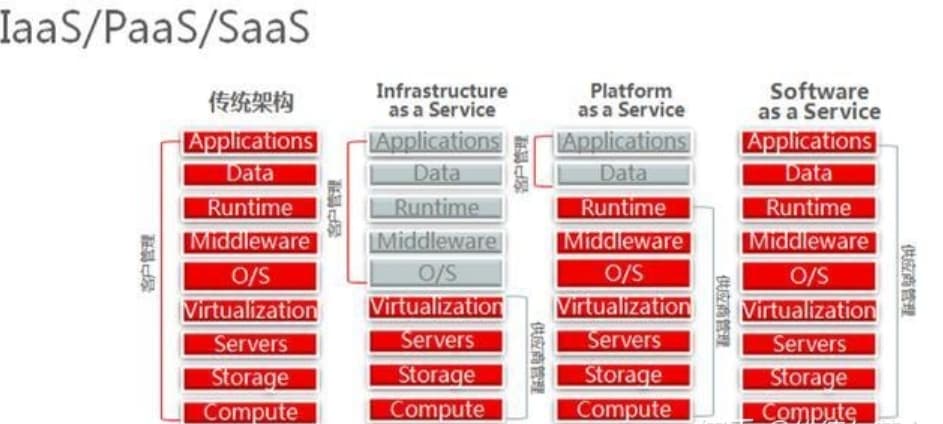 IaaS/PaaS/SaaS
传统架构
Applications
Data
Runtime
Middleware
O/S
Virtualization
Servers
Storage
Compute
客户管理
Infrastructure
as a Service
Applications
Data
Runtime
Middleware
O/S
Virtualization
Servers
Storage
Compute
客户管理
供应商管理
Platform
as a Service
Applications
Data
Runtime
Middleware
O/S
Virtualization
Servers
Storage
Compute
客户管理
供应商管理
Software
as a Service
Applications
Data
Runtime
Middleware
O/S
Virtualization
Servers
Storage
Compute
供应商管理